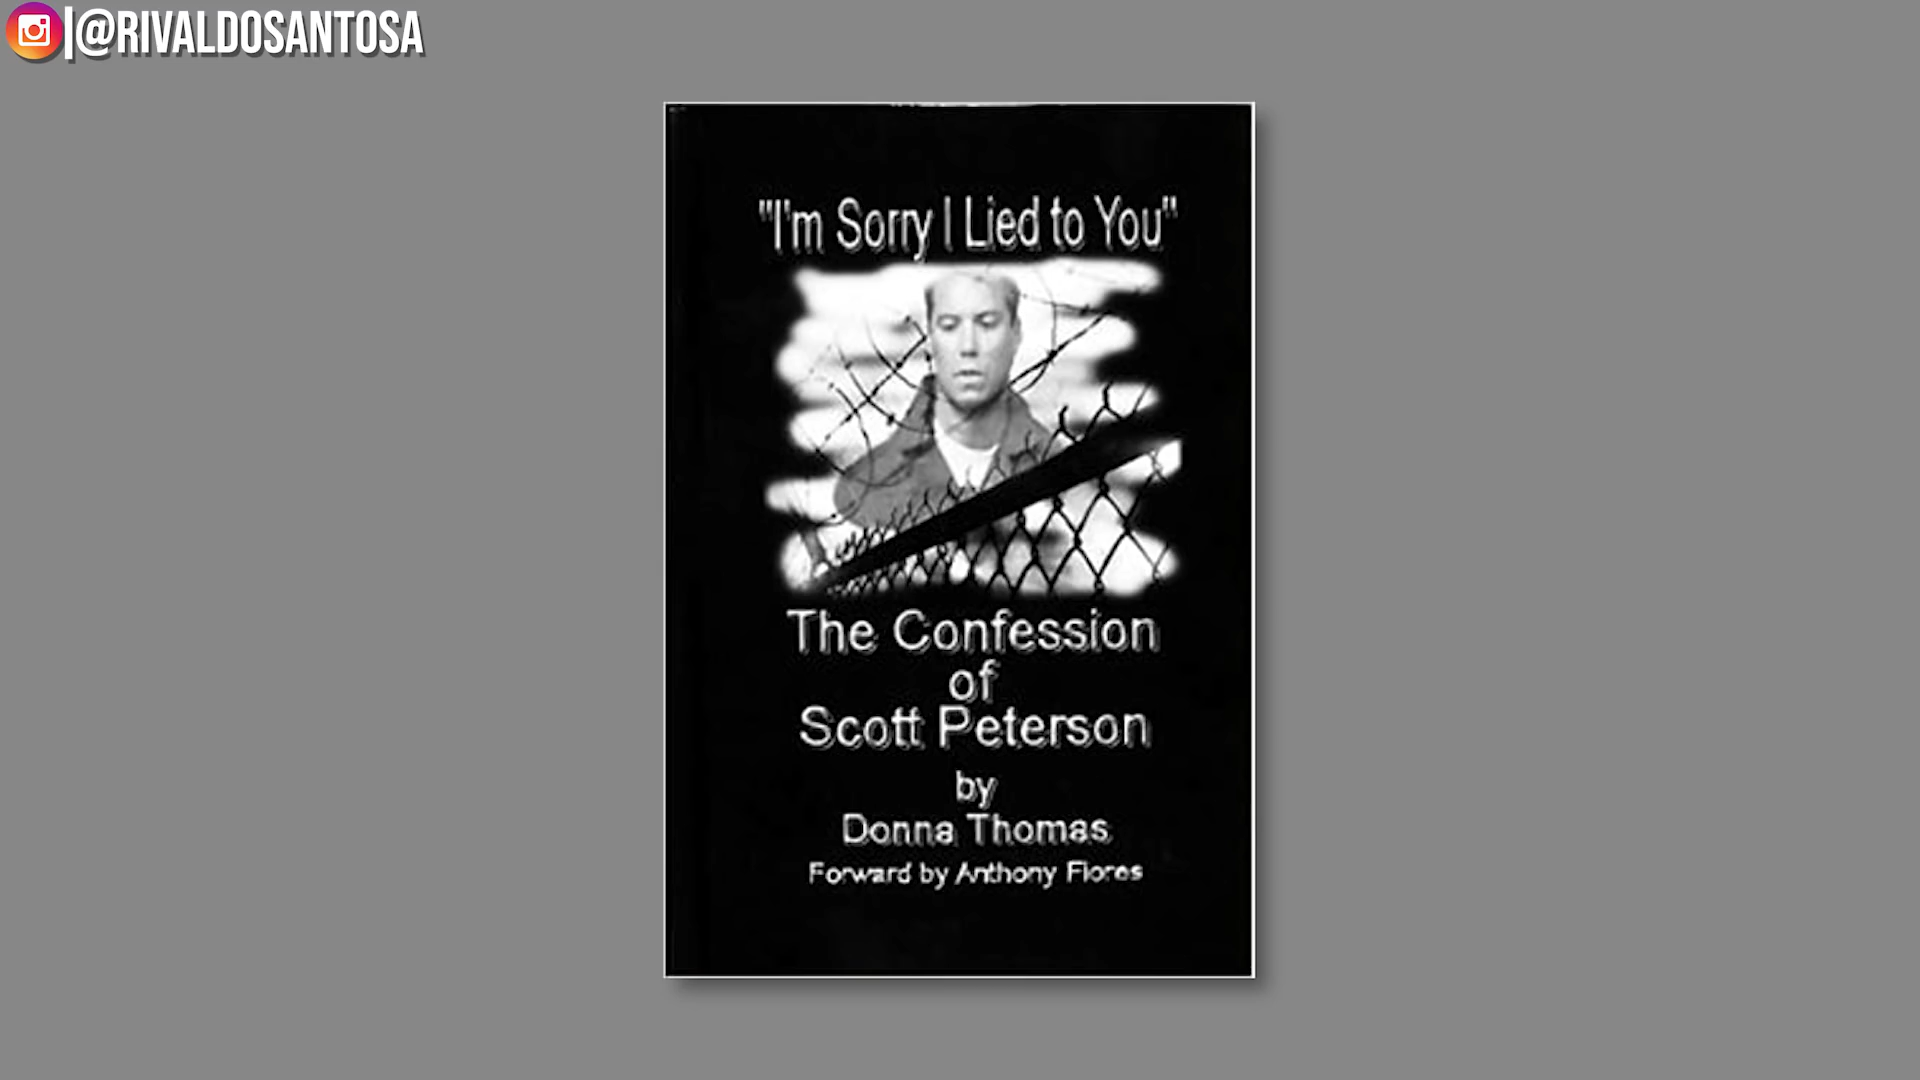 |@RIVALDOSANTOSA
"I'm Sorry I Lied to You"
The Confession
of
Scott Peterson
by
Donna Thomas
Forward by Anthony Flores